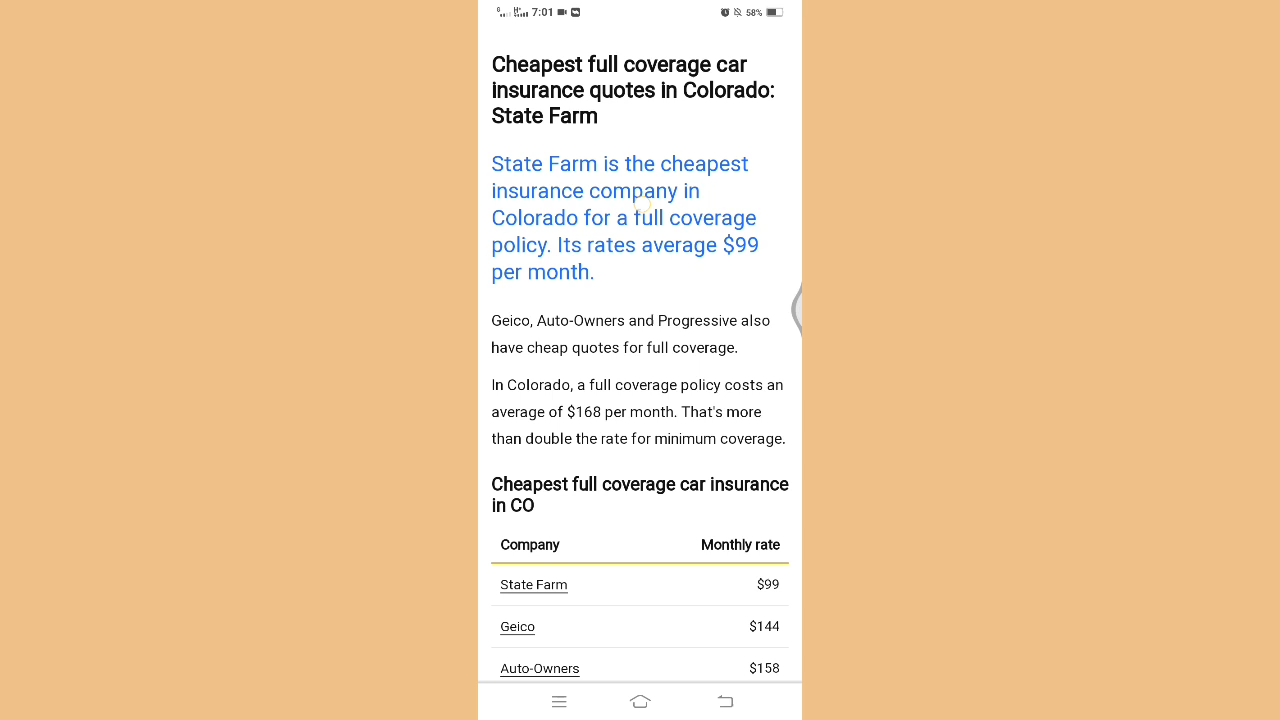 7:01 58%
Cheapest full coverage car
insurance quotes in Colorado:
State Farm
State Farm is the cheapest
insurance company in
Colorado for a full coverage
policy. Its rates average $99
per month.
Geico, Auto-Owners and Progressive also
have cheap quotes for full coverage.
In Colorado, a full coverage policy costs an
average of $168 per month. That's more
than double the rate for minimum coverage.
Cheapest full coverage car insurance
in CO
Company Monthly rate
State Farm $99
Geico $144
Auto-Owners $158